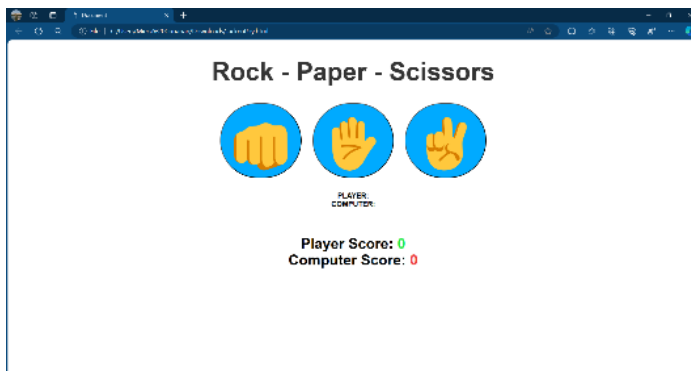 Rock - Paper - Scissors
PLAYER:
COMPUTER:
Player Score: 0
Computer Score: 0